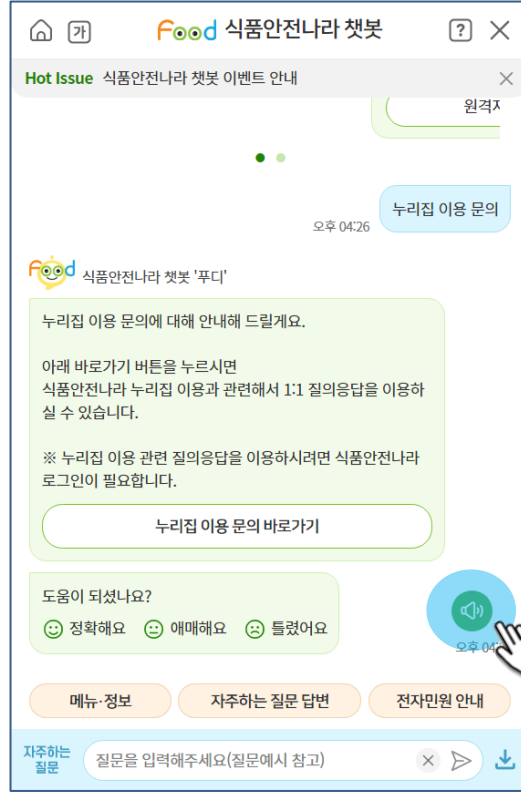 가
Food 식품안전나라 챗봇
?
Hot Issue 식품안전나라 챗봇 이벤트 안내
누리집 이용 문의
오후 04:26
Food 식품안전나라 챗봇 '푸디'
누리집 이용 문의에 대해 안내해 드릴게요.
아래 바로가기 버튼을 누르시면
식품안전나라 누리집 이용과 관련해서 1:1 질의응답을 이용하
실 수 있습니다.
※ 누리집 이용 관련 질의응답을 이용하시려면 식품안전나라
로그인이 필요합니다.
누리집 이용 문의 바로가기
도움이 되셨나요?
정확해요 애매해요 틀렸어요
오후
메뉴·정보 자주하는 질문 답변 전자민원 안내
자주하는
질문
질문을 입력해주세요(질문예시 참고)